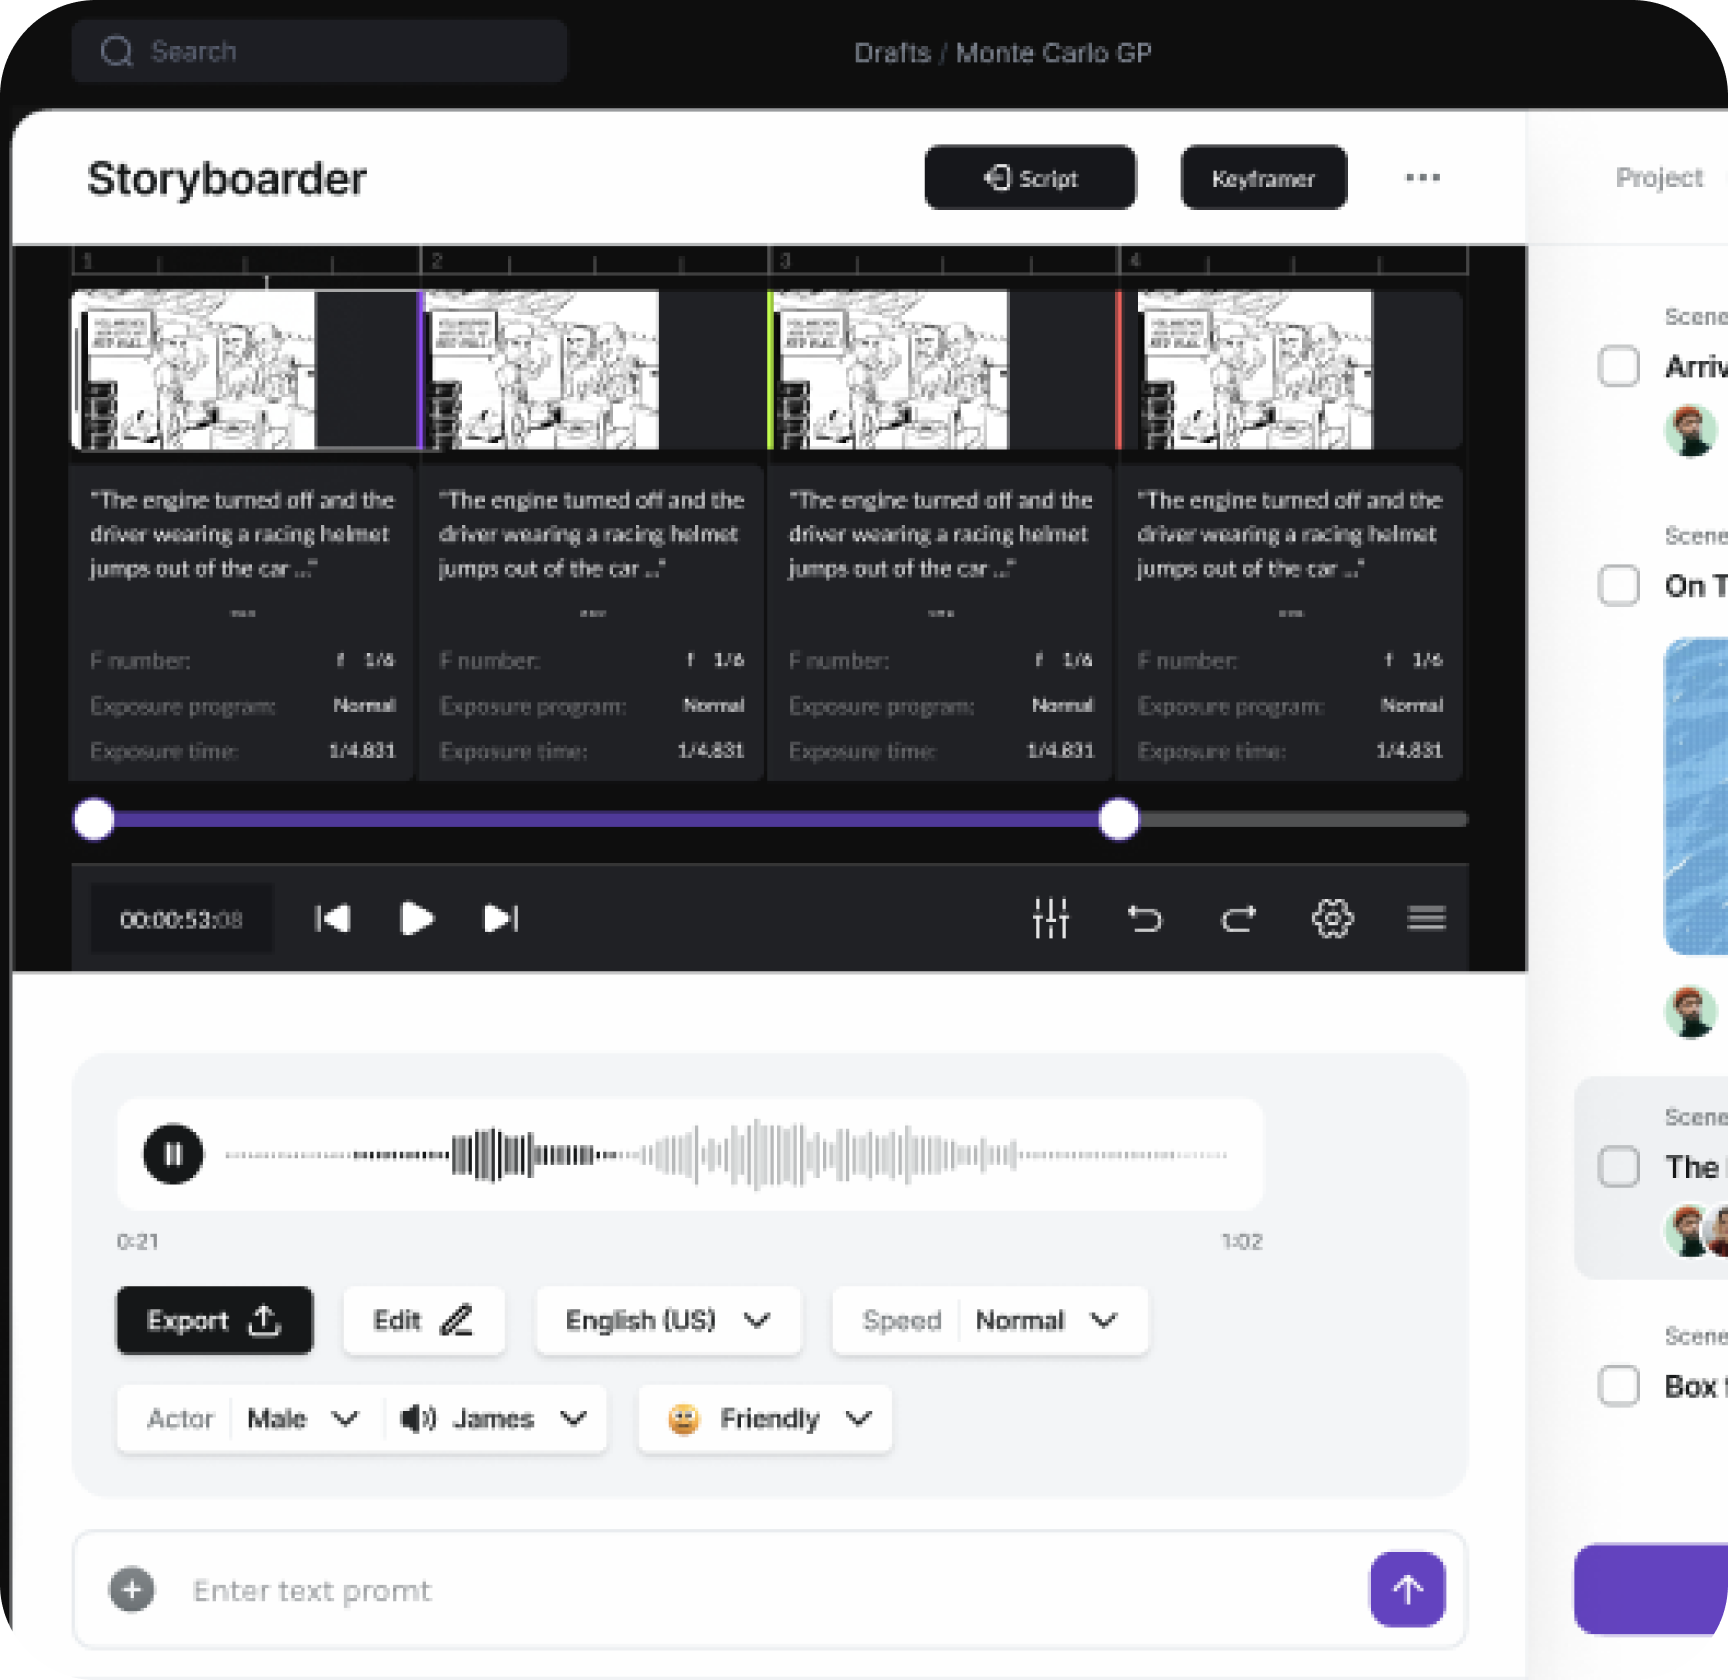 Search
Drafts / Monte Carlo GP
Storyboarder
Script
Keyframer
Project
1
2
3
4
"The engine turned off and the
driver wearing a racing helmet
jumps out of the car ..."
F number:
f 1/6
Exposure program:
Normal
Exposure time:
1/4.831
"The engine turned off and the
driver wearing a racing helmet
jumps out of the car ..."
F number:
f 1/6
Exposure program:
Normal
Exposure time:
1/4.831
"The engine turned off and the
driver wearing a racing helmet
jumps out of the car ..."
F number:
f 1/6
Exposure program:
Normal
Exposure time:
1/4.831
"The engine turned off and the
driver wearing a racing helmet
jumps out of the car ..."
F number:
f 1/6
Exposure program:
Normal
Exposure time:
1/4.831
00:00:53:08
0:21
1:02
Export
Edit
English (US)
Speed
Normal
Actor
Male
James
Friendly
Enter text promt
Scene
Arriv
Scene
On T
Scene
The
Scene
Box